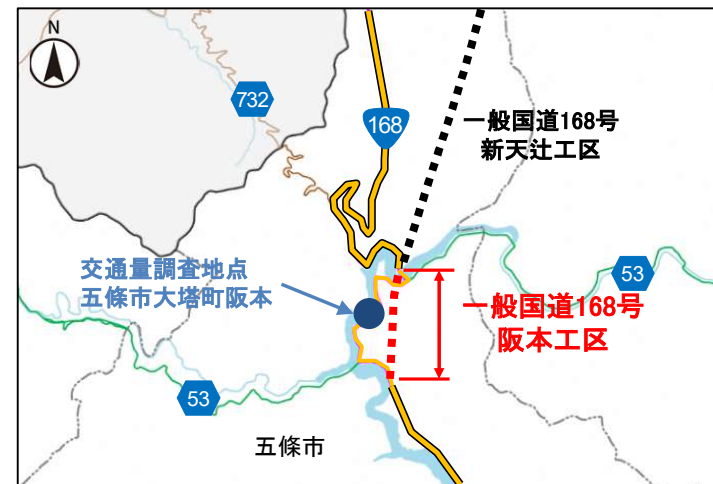 N
732
168
一般国道168号
新天辻工区
交通量調査地点
五條市大塔町阪本
53
一般国道168号
阪本工区
53
五條市